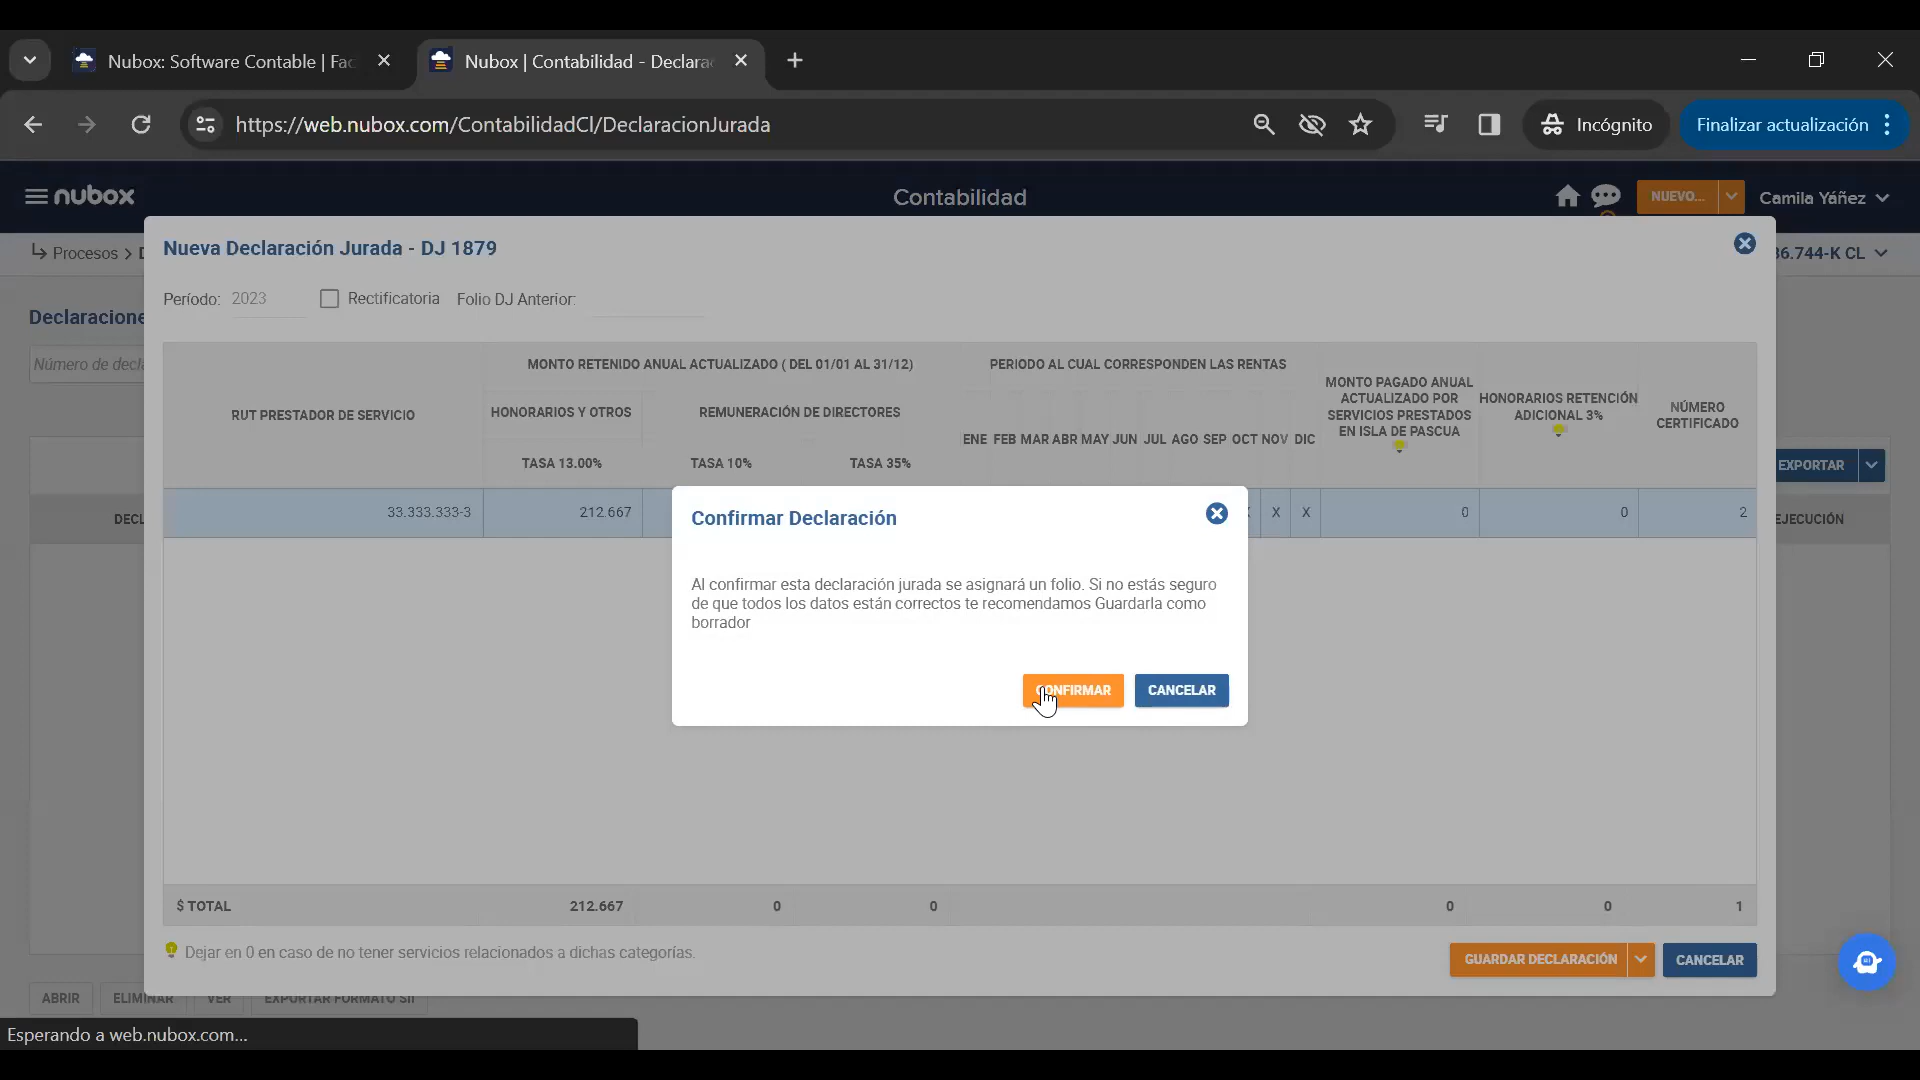 Nubox: Software Contable | Fac
Nubox | Contabilidad - Declara
https://web.nubox.com/ContabilidadCl/DeclaracionJurada
Incógnito
Finalizar actualización
nubox
Contabilidad
NUEVO...
Camila Yáñez
Procesos > D
36.744-K CL
Nueva Declaración Jurada - DJ 1879
Período: 2023
Rectificatoria
Folio DJ Anterior:
Declaracione
Número de decla
RUT PRESTADOR DE SERVICIO
MONTO RETENIDO ANUAL ACTUALIZADO ( DEL 01/01 AL 31/12)
HONORARIOS Y OTROS
REMUNERACIÓN DE DIRECTORES
TASA 13.00%
TASA 10%
TASA 35%
PERIODO AL CUAL CORRESPONDEN LAS RENTAS
ENE FEB MAR ABR MAY JUN JUL AGO SEP OCT NOV DIC
MONTO PAGADO ANUAL
ACTUALIZADO POR
SERVICIOS PRESTADOS
EN ISLA DE PASCUA
HONORARIOS RETENCIÓN
ADICIONAL 3%
NÚMERO
CERTIFICADO
EXPORTAR
DECL
EJECUCIÓN
33.333.333-3
212.667
X
X
0
0
2
Confirmar Declaración
Al confirmar esta declaración jurada se asignará un folio. Si no estás seguro
de que todos los datos están correctos te recomendamos Guardarla como
borrador
CONFIRMAR
CANCELAR
$ TOTAL
212.667
0
0
0
0
1
Dejar en 0 en caso de no tener servicios relacionados a dichas categorías.
GUARDAR DECLARACIÓN
CANCELAR
ABRIR
ELIMINAR
VER
EXPORTAR FORMATO SII
Esperando a web.nubox.com...